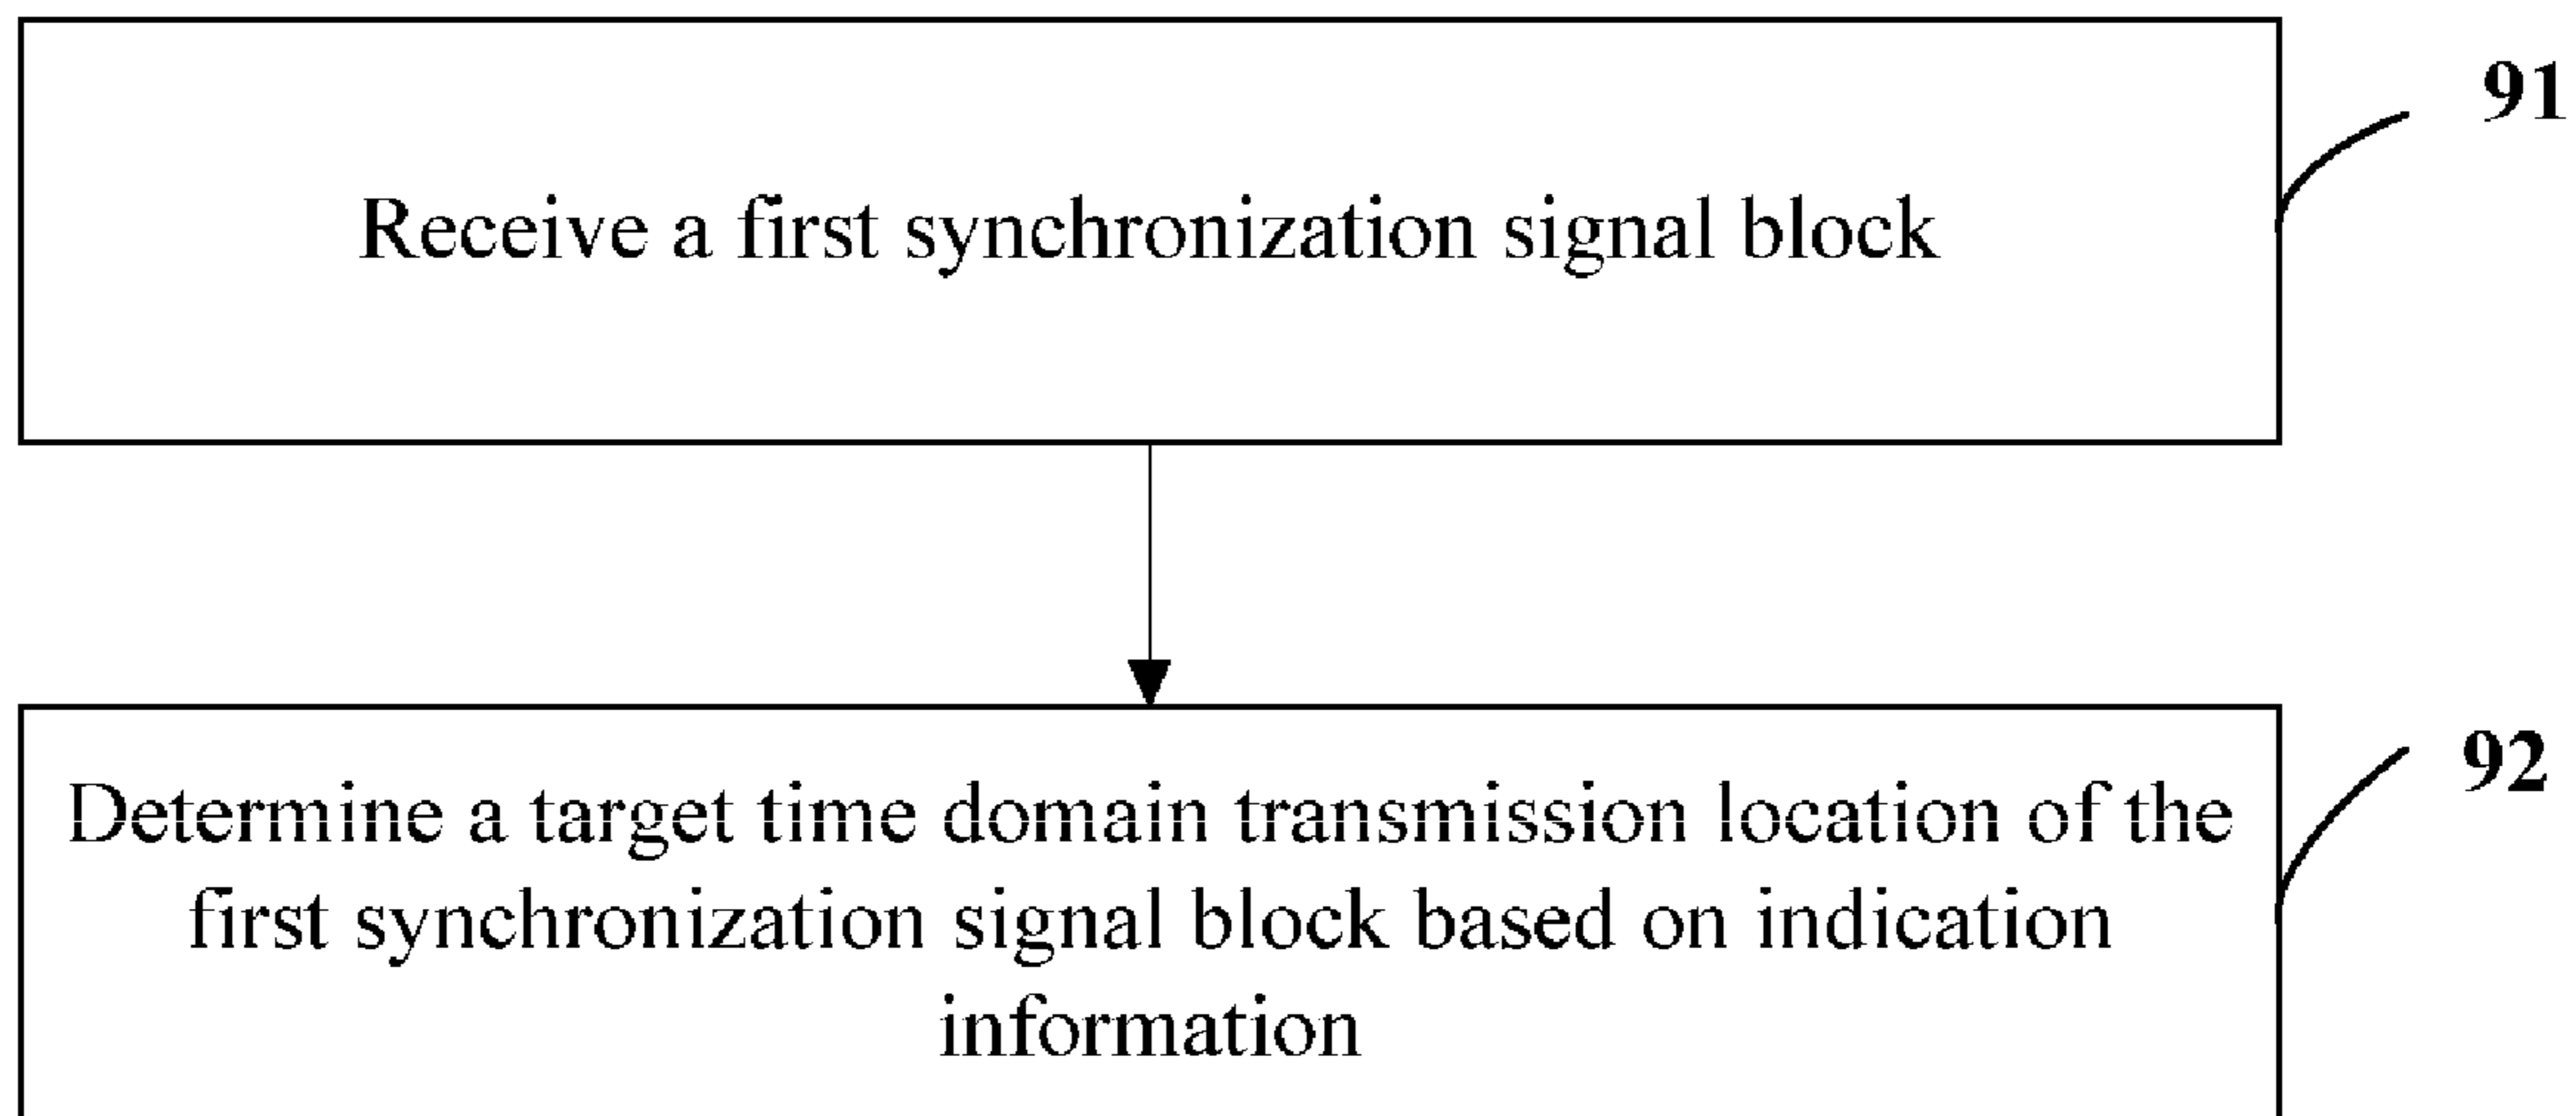 91
Receive a first synchronization signal block
92
Determine a target time domain transmission location of the
first synchronization signal block based on indication
information